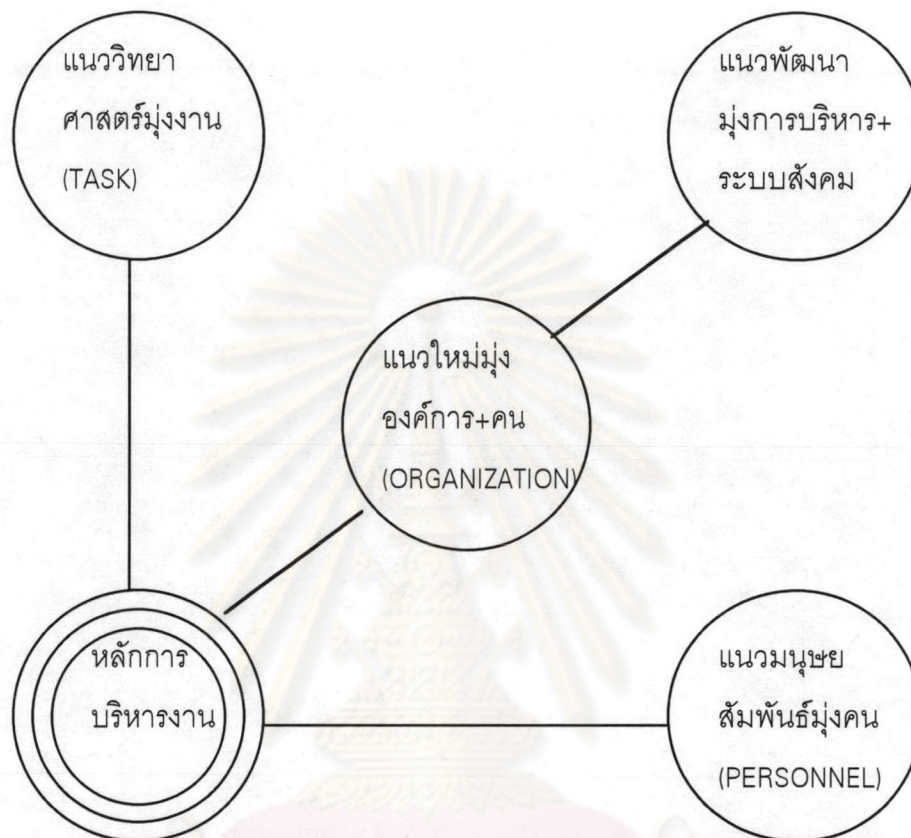 แนววิทยา
ศาสตร์มุ่งงาน
(TASK)
แนวพัฒนา
มุ่งการบริหาร+
ระบบสังคม
แนวใหม่มุ่ง
องค์การ+คน
(ORGANIZATION)
หลักการ
บริหารงาน
แนวมนุษย
สัมพันธ์มุ่งคน
(PERSONNEL)